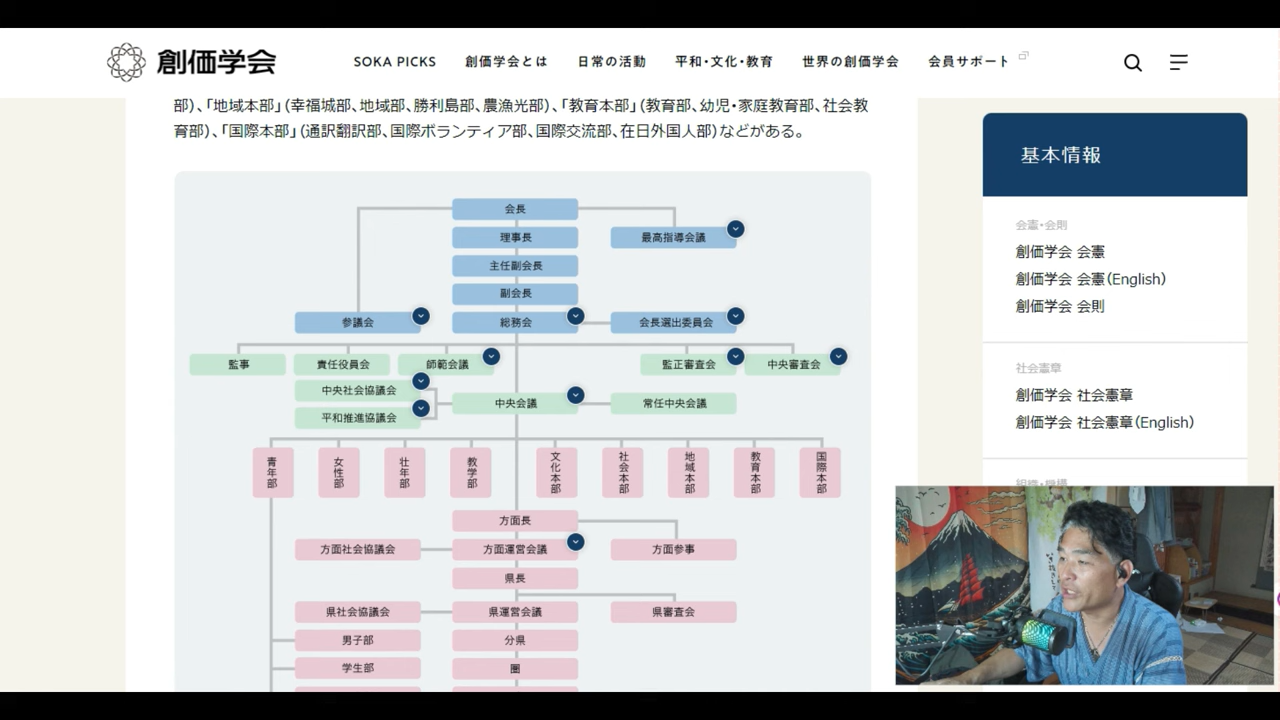 創価学会
SOKA PICKS 創価学会とは 日常の活動 平和・文化・教育 世界の創価学会 会員サポート
部)、「地域本部」(幸福城部、地域部、勝利島部、農漁光部)、「教育本部」(教育部、幼児・家庭教育部、社会教
育部)、「国際本部」(通訳翻訳部、国際ボランティア部、国際交流部、在日外国人部)などがある。
会長
理事長 最高指導会議
主任副会長
副会長
参議会 総務会 会長選出委員会
監事 責任役員会 師範会議 監正審査会 中央審査会
中央社会協議会
中央会議 常任中央会議
平和推進協議会
青年部 女性部 壮年部 教学部 文化本部 社会本部 地域本部 教育本部 国際本部
方面長
方面社会協議会 方面運営会議 方面参事
県長
県社会協議会 県運営会議 県審査会
男子部 分県
学生部 圏
基本情報
会憲・会則
創価学会 会憲
創価学会 会憲(English)
創価学会 会則
社会憲章
創価学会 社会憲章
創価学会 社会憲章(English)